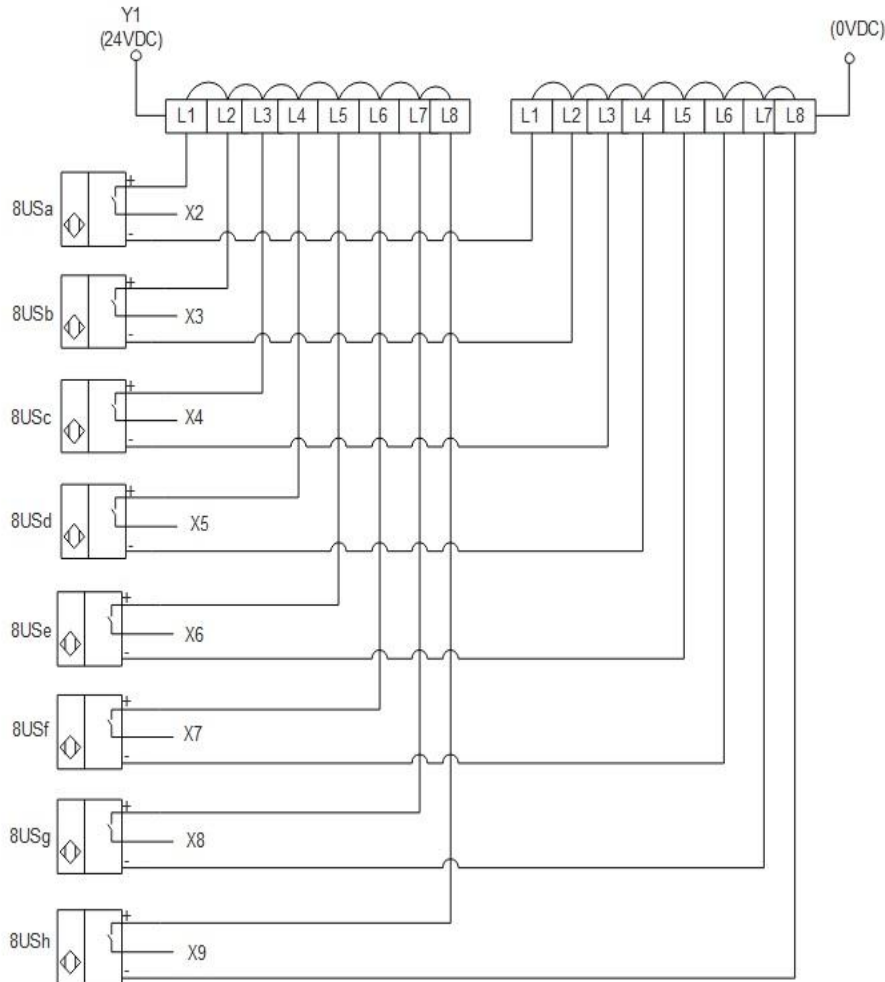 Y1
(24VDC)
(0VDC)
L1 L2 L3 L4 L5 L6 L7 L8
L1 L2 L3 L4 L5 L6 L7 L8
8USa + X2 -
8USb + X3 -
8USc + X4 -
8USd + X5 -
8USe + X6 -
8USf + X7 -
8USg + X8 -
8USh + X9 -